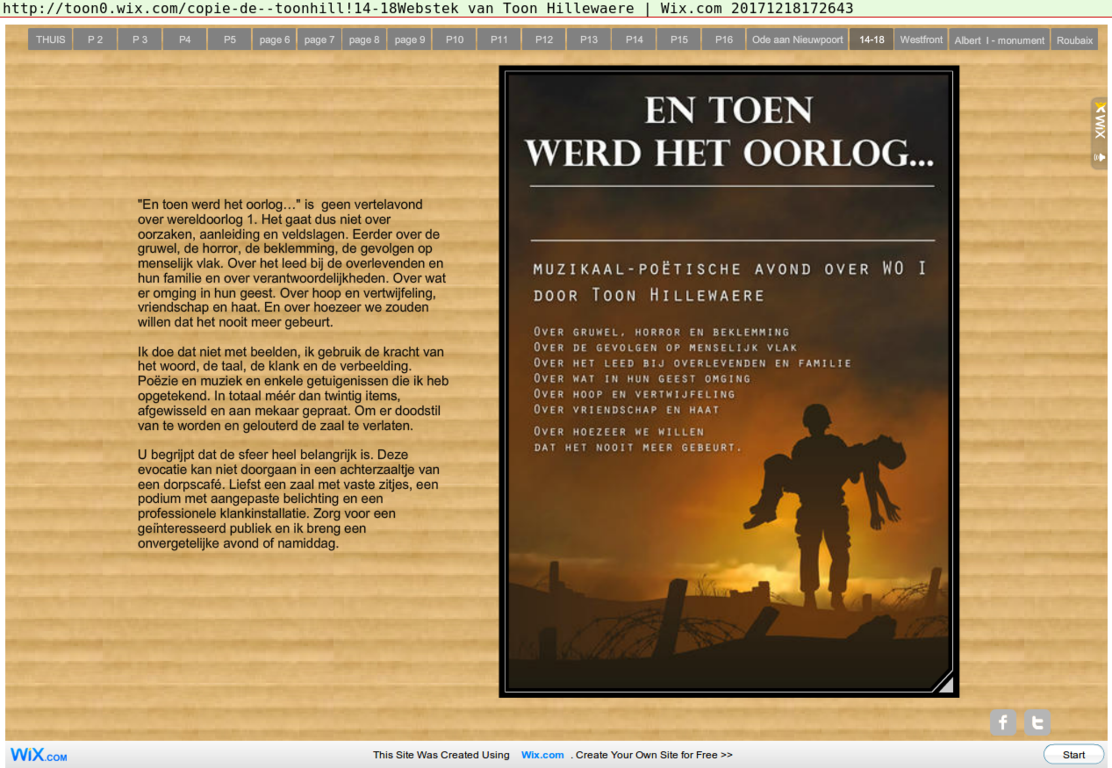 http://toon0.wix.com/copie-de--toonhill!14-18Webstek van Toon Hillewaere | Wix.com 20171218172643
THUIS P 2 P 3 P4 P5 page 6 page 7 page 8 page 9 P10 P11 P12 P13 P14 P15 P16 Ode aan Nieuwpoort 14-18 Westfront Albert I - monument Roubaix
WiX
"En toen werd het oorlog…" is geen vertelavond
over wereldoorlog 1. Het gaat dus niet over
oorzaken, aanleiding en veldslagen. Eerder over de
gruwel, de horror, de beklemming, de gevolgen op
menselijk vlak. Over het leed bij de overlevenden en
hun familie en over verantwoordelijkheden. Over wat
er omging in hun geest. Over hoop en vertwijfeling,
vriendschap en haat. En over hoezeer we zouden
willen dat het nooit meer gebeurt.
Ik doe dat niet met beelden, ik gebruik de kracht van
het woord, de taal, de klank en de verbeelding.
Poëzie en muziek en enkele getuigenissen die ik heb
opgetekend. In totaal méér dan twintig items,
afgewisseld en aan mekaar gepraat. Om er doodstil
van te worden en gelouterd de zaal te verlaten.
U begrijpt dat de sfeer heel belangrijk is. Deze
evocatie kan niet doorgaan in een achterzaaltje van
een dorpscafé. Liefst een zaal met vaste zitjes, een
podium met aangepaste belichting en een
professionele klankinstallatie. Zorg voor een
geïnteresseerd publiek en ik breng een
onvergetelijke avond of namiddag.
EN TOEN
WERD HET OORLOG...
MUZIKAAL-POËTISCHE AVOND OVER WO I
DOOR TOON HILLEWAERE
OVER GRUWEL, HORROR EN BEKLEMMING
OVER DE GEVOLGEN OP MENSELIJK VLAK
OVER HET LEED BIJ OVERLEVENDEN EN FAMILIE
OVER WAT IN HUN GEEST OMGING
OVER HOOP EN VERTWIJFELING
OVER VRIENDSCHAP EN HAAT
OVER HOEZEER WE WILLEN
DAT HET NOOIT MEER GEBEURT.
WiX.COM This Site Was Created Using Wix.com . Create Your Own Site for Free >> Start